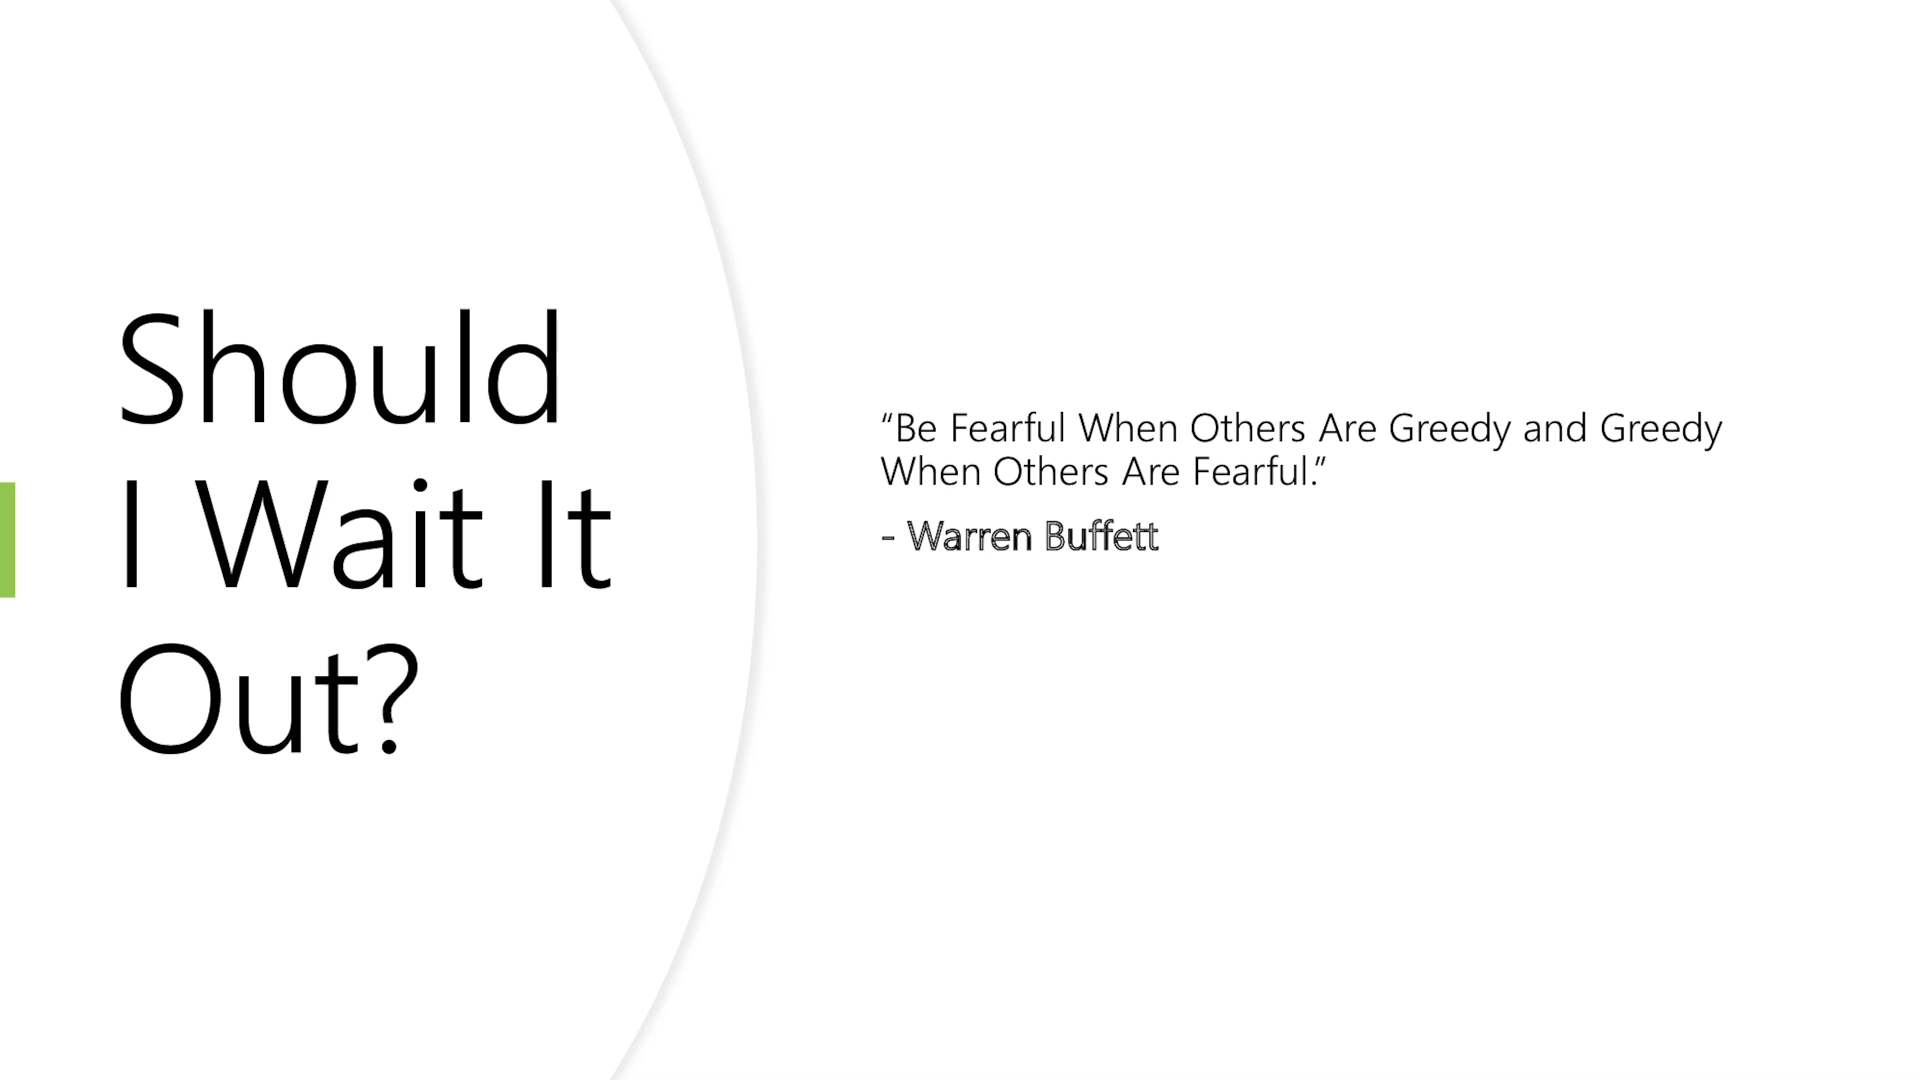 Should
I Wait It
Out?
“Be Fearful When Others Are Greedy and Greedy
When Others Are Fearful.”
- Warren Buffett